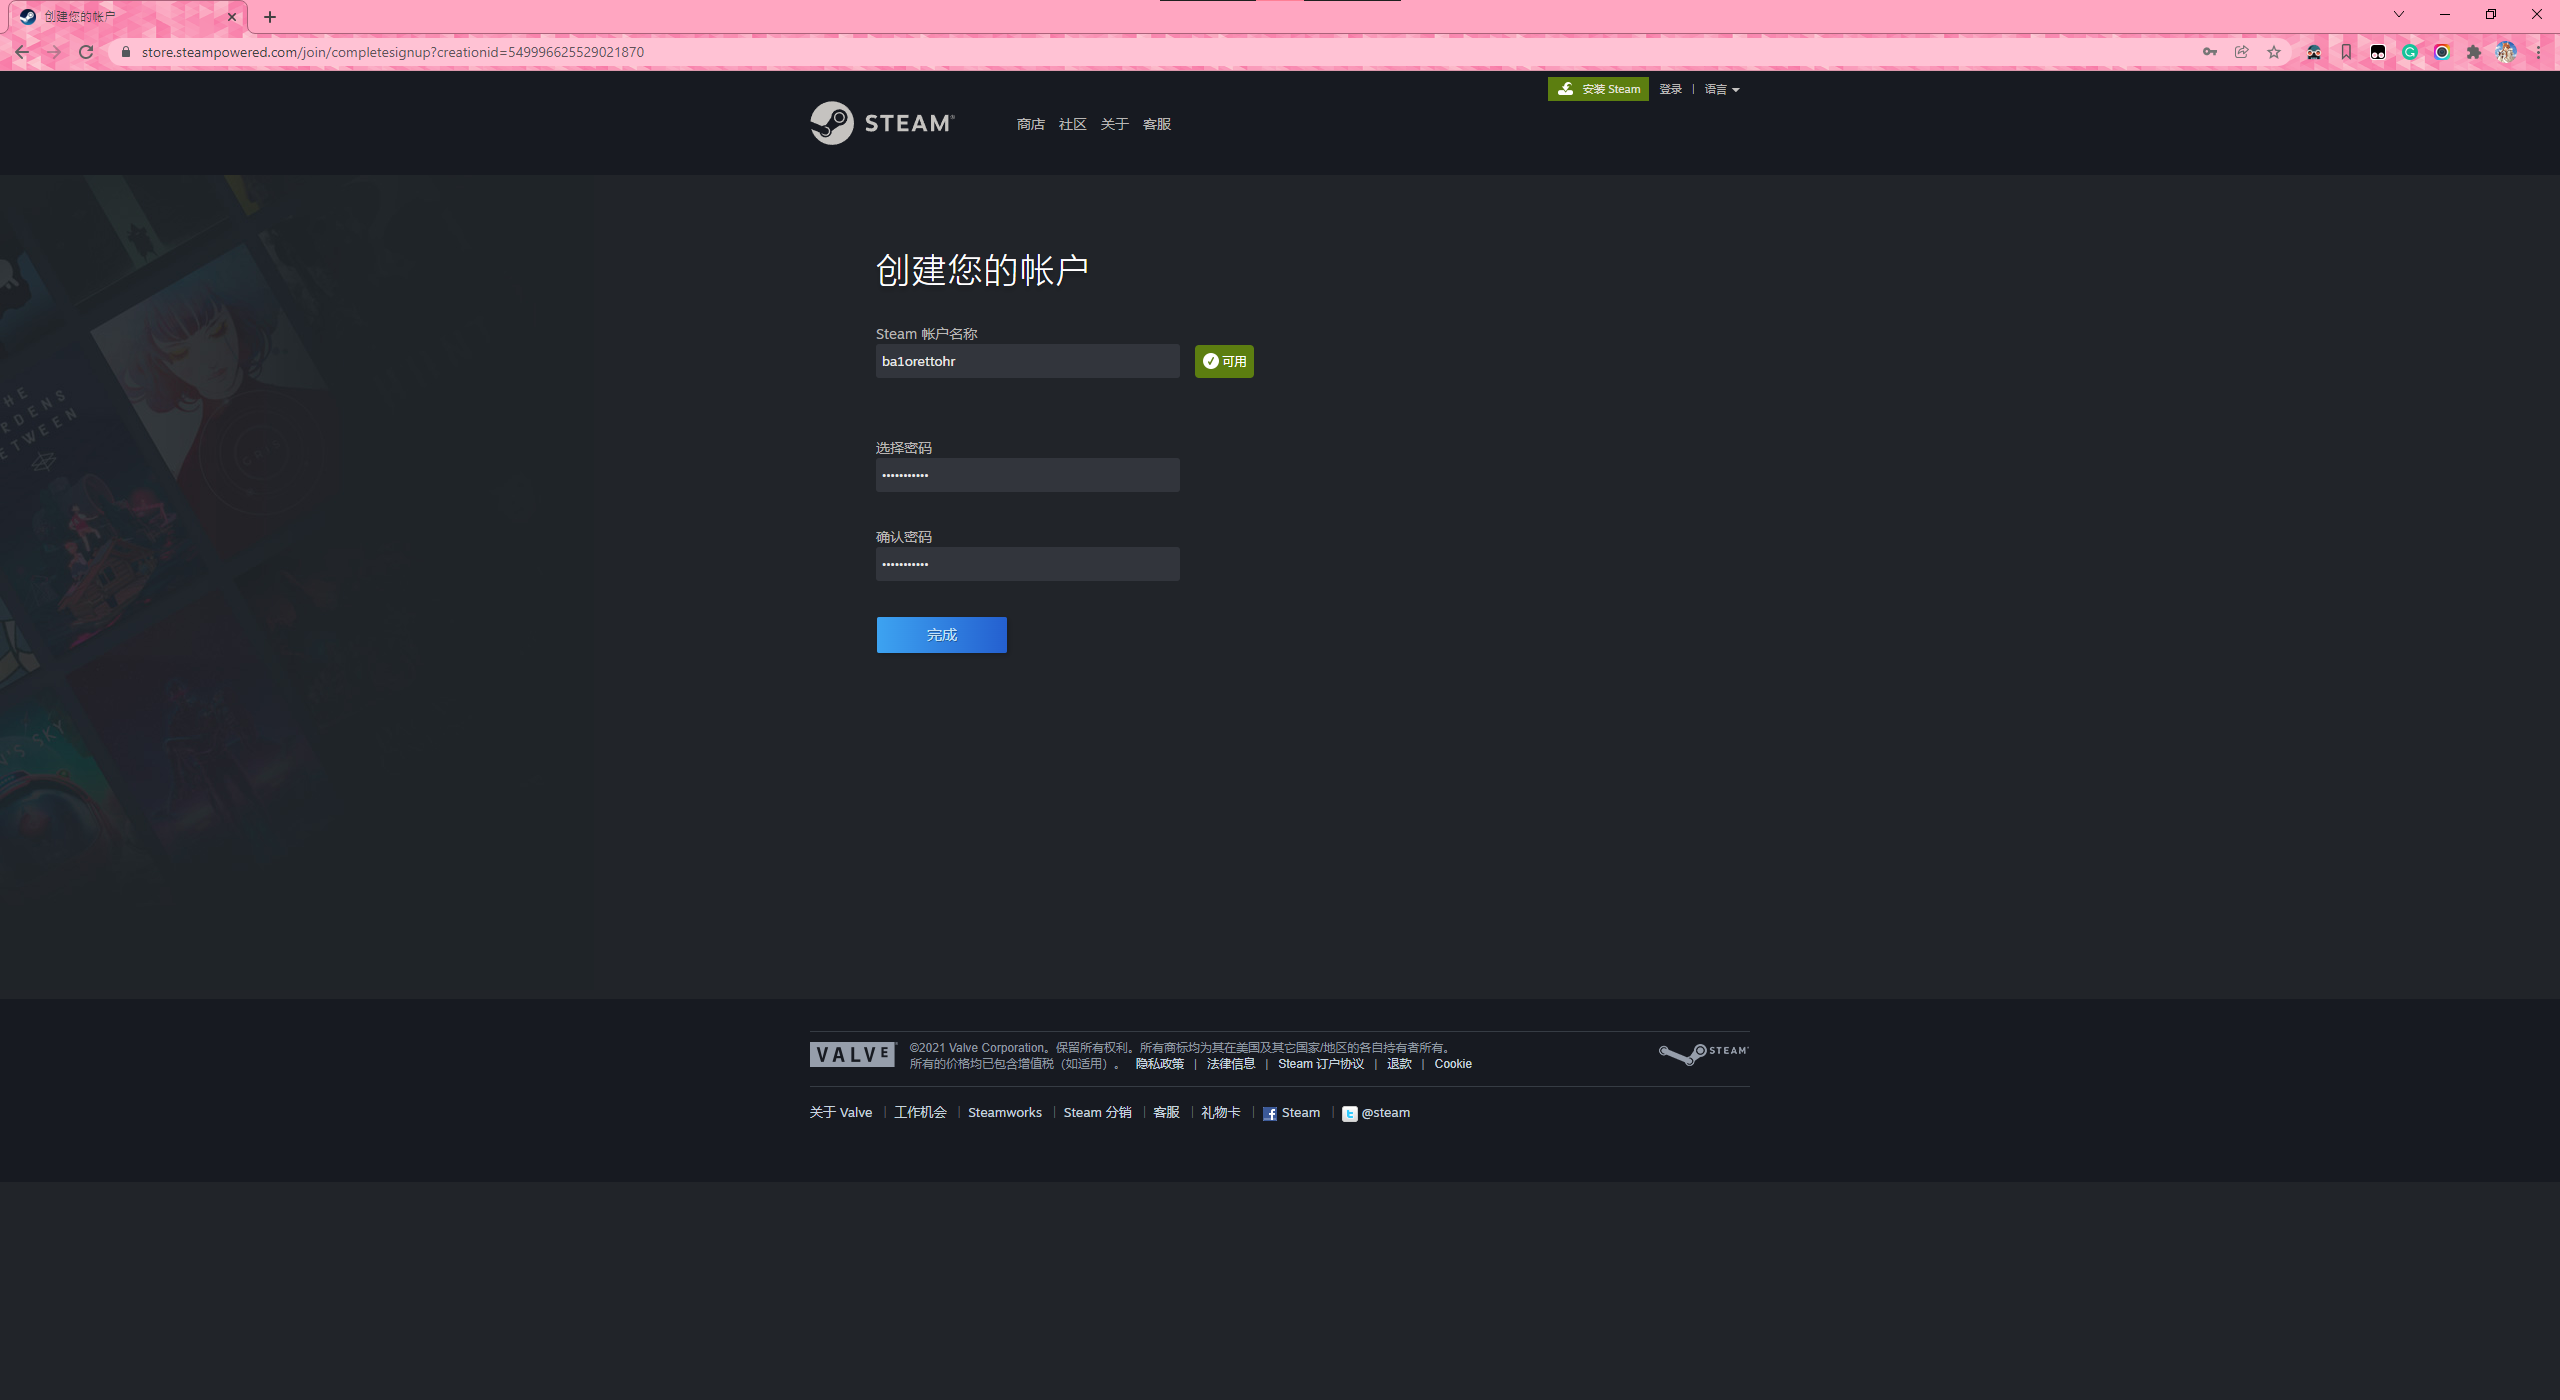 创建您的帐户
store.steampowered.com/join/completesignup?creationid=549996625529021870
安装 Steam 登录 | 语言
STEAM® 商店 社区 关于 客服
创建您的帐户
Steam 帐户名称
ba1orettohr 可用
选择密码
•••••••••••
确认密码
•••••••••••
完成
THE
GARDENS
BETWEEN
GRIS
N'S SKY
VALVE® ©2021 Valve Corporation。保留所有权利。所有商标均为其在美国及其它国家/地区的各自持有者所有。 STEAM®
所有的价格均已包含增值税（如适用）。 隐私政策 | 法律信息 | Steam 订户协议 | 退款 | Cookie
关于 Valve | 工作机会 | Steamworks | Steam 分销 | 客服 | 礼物卡 | Steam | @steam